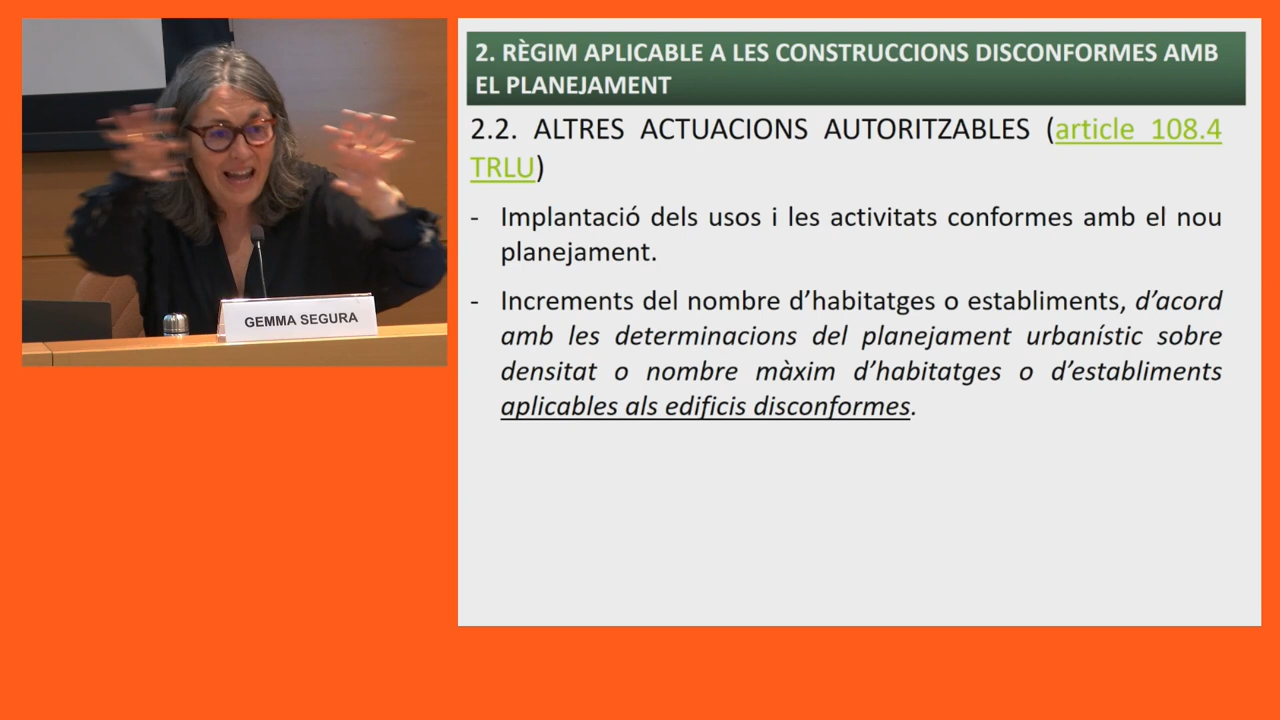 GEMMA SEGURA
2. RÈGIM APLICABLE A LES CONSTRUCCIONS DISCONFORMES AMB
EL PLANEJAMENT
2.2. ALTRES ACTUACIONS AUTORITZABLES (article 108.4
TRLU)
- Implantació dels usos i les activitats conformes amb el nou
planejament.
- Increments del nombre d’habitatges o establiments, d’acord
amb les determinacions del planejament urbanístic sobre
densitat o nombre màxim d’habitatges o d’establiments
aplicables als edificis disconformes.